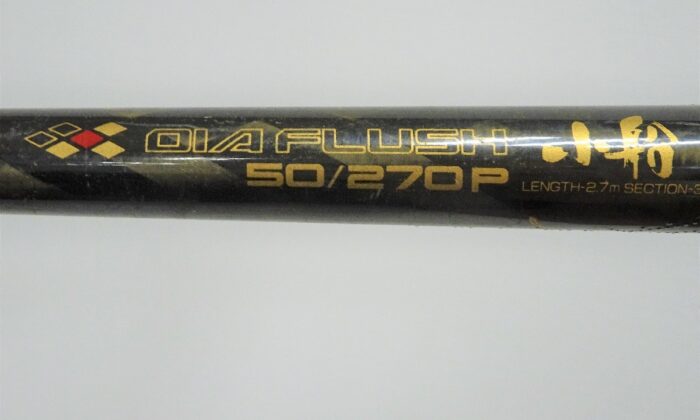 DIA FLUSH 小船
50/270P
LENGTH-2.7m SECTION-3